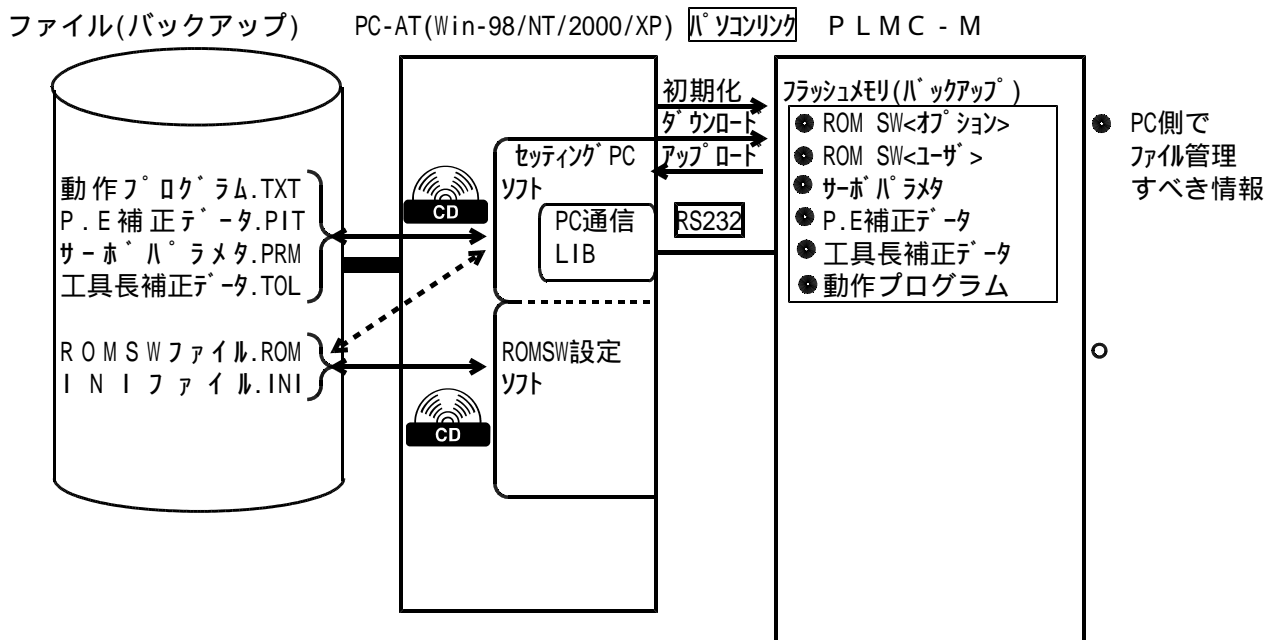 ファイル(バックアップ)
PC-AT(Win-98/NT/2000/XP)
ﾊﾟｿｺﾝﾘﾝｸ
ＰＬＭＣ-Ｍ
動作ﾌﾟﾛｸﾞﾗﾑ.TXT
P.E補正ﾃﾞｰﾀ.PIT
ｻｰﾎﾞﾊﾟﾗﾒﾀ.PRM
工具長補正ﾃﾞｰﾀ.TOL
ＲＯＭＳＷファイル.ROM
ＩＮＩファイル.INI
CD
ｾｯﾃｨﾝｸﾞPC
ｿﾌﾄ
PC通信
LIB
ROMSW設定
ｿﾌﾄ
CD
初期化
ﾀﾞｳﾝﾛｰﾄﾞ
ｱｯﾌﾟﾛｰﾄﾞ
RS232
ﾌﾗｯｼｭﾒﾓﾘ(ﾊﾞｯｸｱｯﾌﾟ)
ROM SW<ｵﾌﾟｼｮﾝ>
ROM SW<ﾕｰｻﾞ>
ｻｰﾎﾞﾊﾟﾗﾒﾀ
P.E補正ﾃﾞｰﾀ
工具長補正ﾃﾞｰﾀ
動作プログラム
PC側で
ﾌｧｲﾙ管理
すべき情報